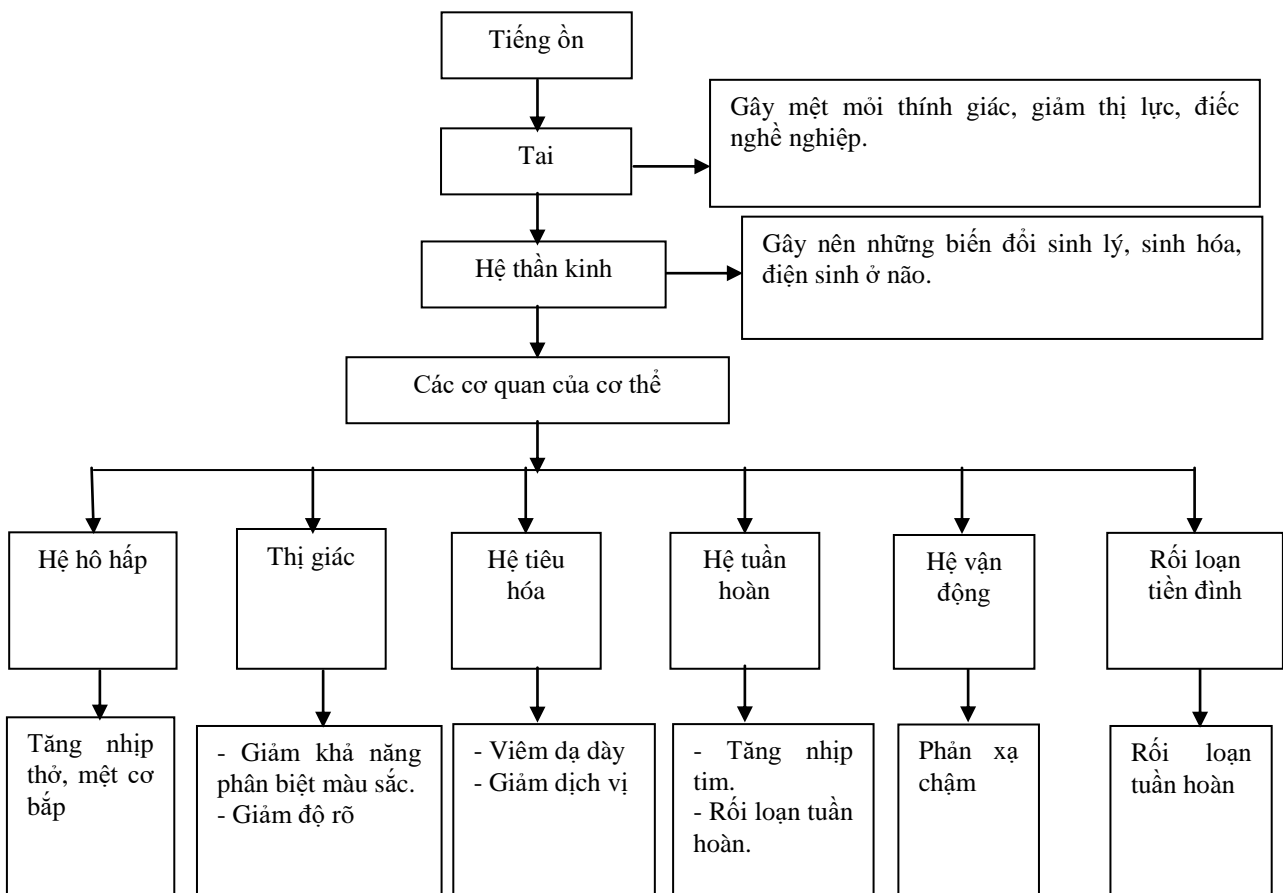 Tiếng ồn
Gây mệt mỏi thính giác, giảm thị lực, điếc
nghề nghiệp.
Tai
Gây nên những biến đổi sinh lý, sinh hóa,
điện sinh ở não.
Hệ thần kinh
Các cơ quan của cơ thể
Hệ hô hấp
Thị giác
Hệ tiêu
hóa
Hệ tuần
hoàn
Hệ vận
động
Rối loạn
tiền đình
Tăng nhịp
thở, mệt cơ
bắp
- Giảm khả năng
phân biệt màu sắc.
- Giảm độ rõ
- Viêm dạ dày
- Giảm dịch vị
- Tăng nhịp
tim.
- Rối loạn tuần
hoàn.
Phản xạ
chậm
Rối loạn
tuần hoàn